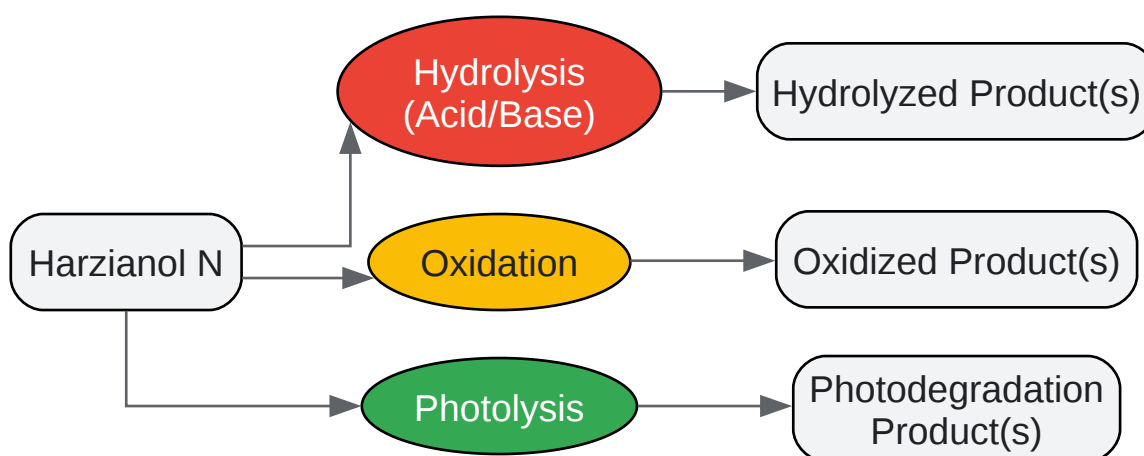 Hydrolysis
(Acid/Base)
Hydrolyzed Product(s)
Harzianol N
Oxidation
Oxidized Product(s)
Photolysis
Photodegradation
Product(s)